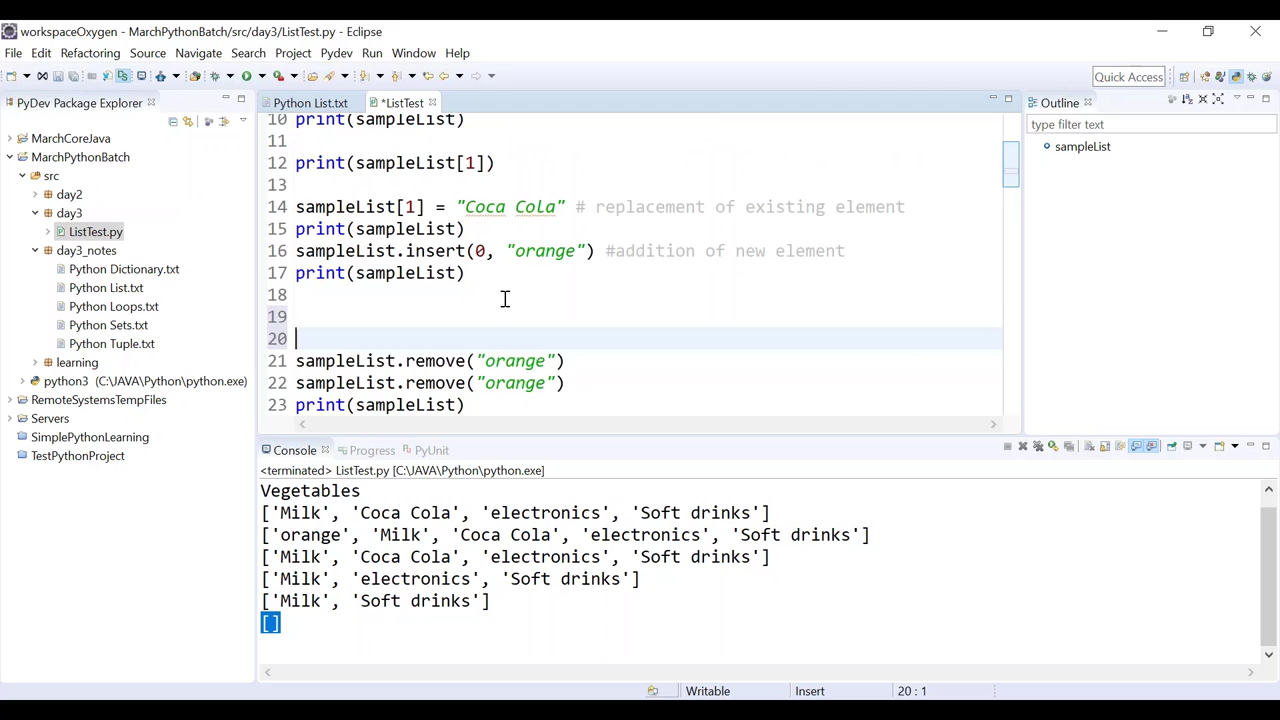 workspaceOxygen - MarchPythonBatch/src/day3/ListTest.py - Eclipse
File Edit Refactoring Source Navigate Search Project Pydev Run Window Help
Quick Access
PyDev Package Explorer
MarchCoreJava
MarchPythonBatch
src
day2
day3
ListTest.py
day3_notes
Python Dictionary.txt
Python List.txt
Python Loops.txt
Python Sets.txt
Python Tuple.txt
learning
python3 (C:\JAVA\Python\python.exe)
RemoteSystemsTempFiles
Servers
SimplePythonLearning
TestPythonProject
Python List.txt *ListTest
10 print(sampleList)
11
12 print(sampleList[1])
13
14 sampleList[1] = "Coca Cola" # replacement of existing element
15 print(sampleList)
16 sampleList.insert(0, "orange") #addition of new element
17 print(sampleList)
18
19
20
21 sampleList.remove("orange")
22 sampleList.remove("orange")
23 print(sampleList)
Outline
type filter text
sampleList
Console Progress PyUnit
<terminated> ListTest.py [C:\JAVA\Python\python.exe]
Vegetables
['Milk', 'Coca Cola', 'electronics', 'Soft drinks']
['orange', 'Milk', 'Coca Cola', 'electronics', 'Soft drinks']
['Milk', 'Coca Cola', 'electronics', 'Soft drinks']
['Milk', 'electronics', 'Soft drinks']
['Milk', 'Soft drinks']
[]
Writable Insert 20 : 1